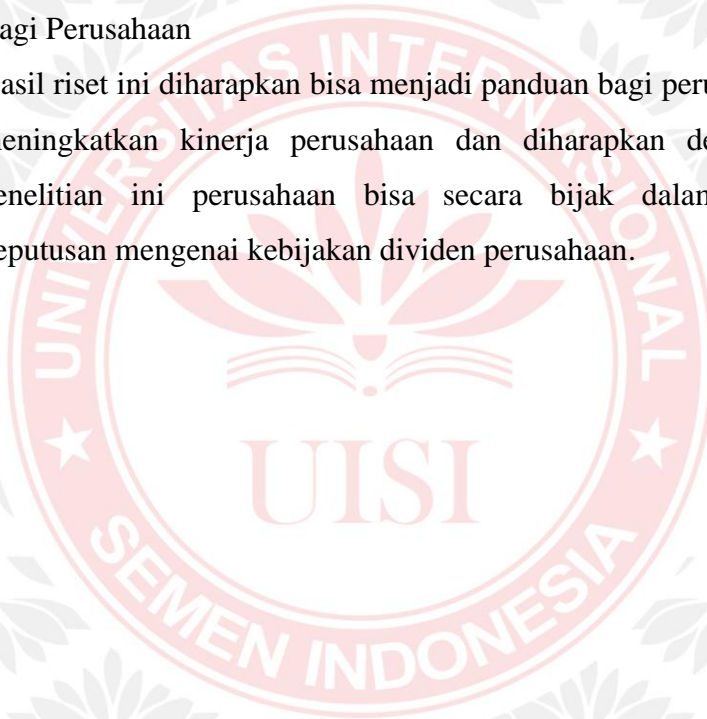 agi Perusahaan
asil riset ini diharapkan bisa menjadi panduan bagi peru
eningkatkan kinerja perusahaan dan diharapkan de
enelitian ini perusahaan bisa secara bijak dalam
eputusan mengenai kebijakan dividen perusahaan.
UNIVERSITAS INTERNASIONAL
UISI
SEMEN INDONESIA